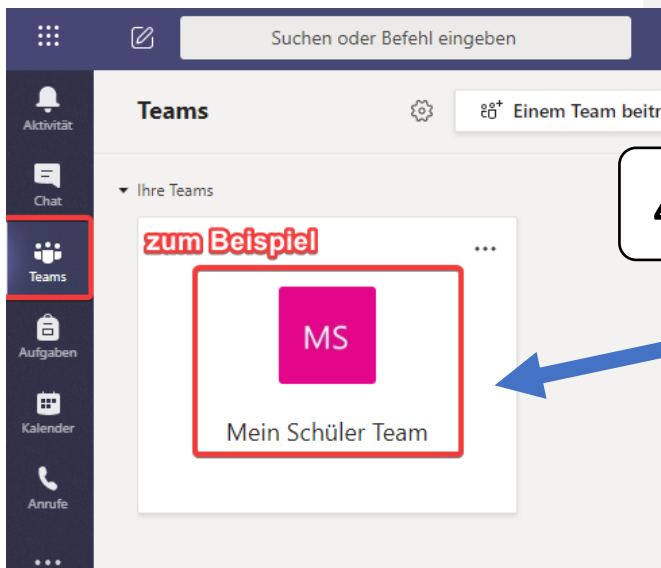 Suchen oder Befehl eingeben
Aktivität
Chat
Teams
Aufgaben
Kalender
Anrufe
Teams
Einem Team beitr
Ihre Teams
zum Beispiel
MS
Mein Schüler Team